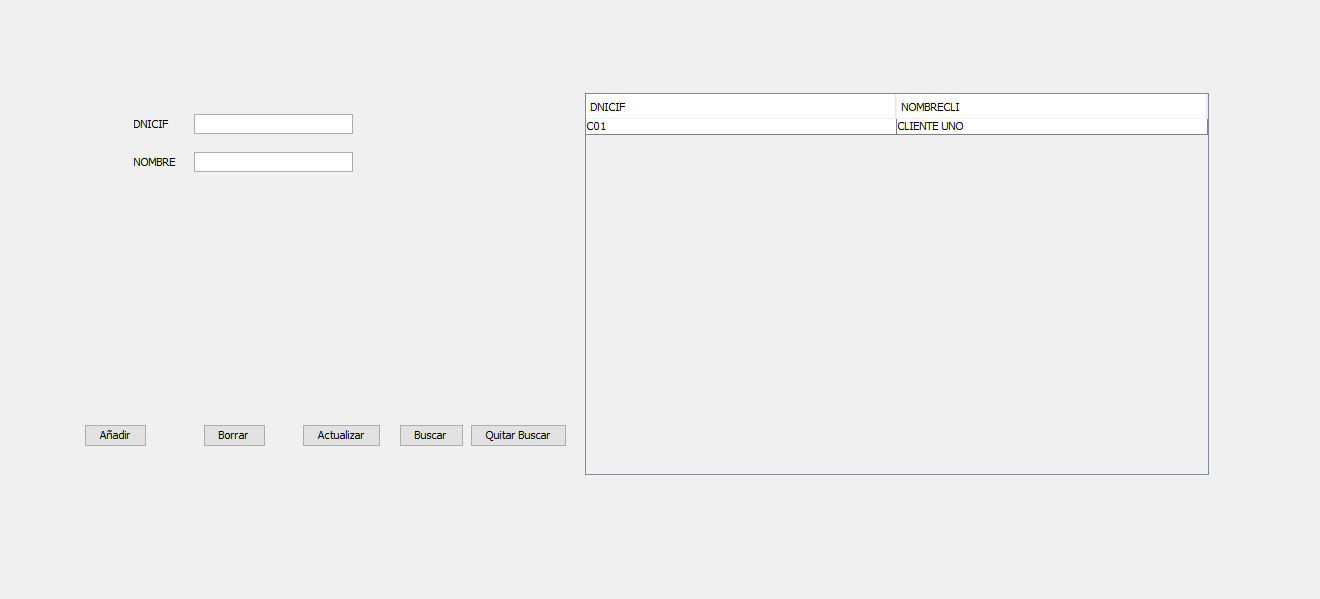 DNICIF
NOMBRE
Añadir
Borrar
Actualizar
Buscar
Quitar Buscar
DNICIF NOMBRECLI
C01 CLIENTE UNO